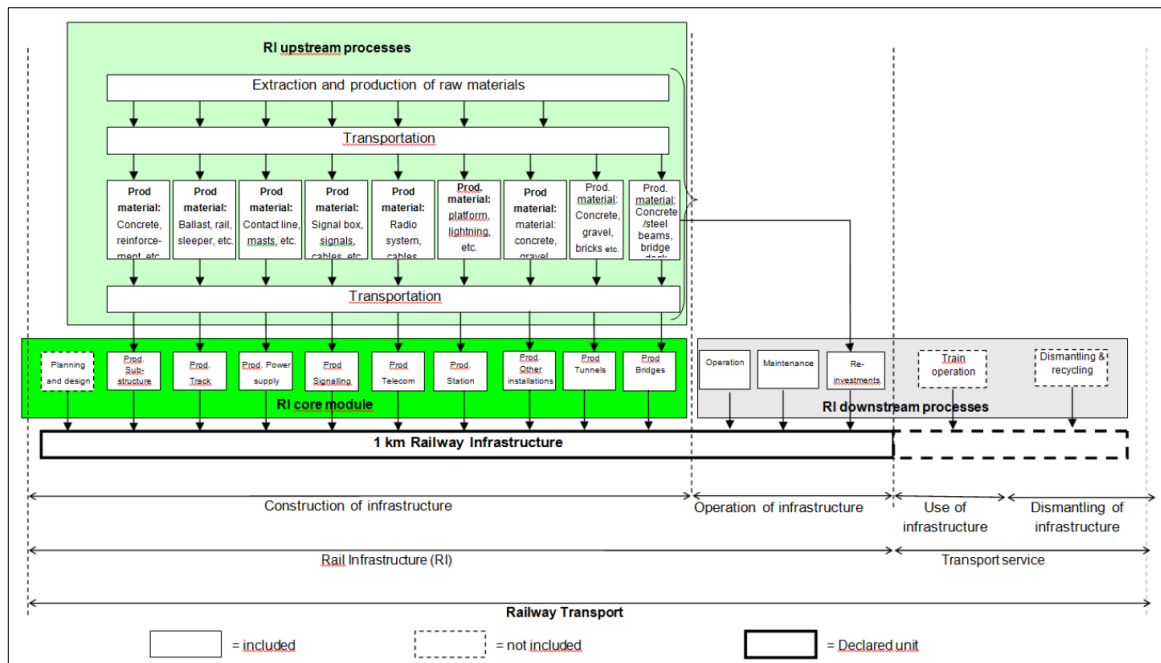 RI upstream processes
Extraction and production of raw materials
Transportation
Prod
material:
Concrete,
reinforce-
ment, etc
Prod
material:
Ballast, rail,
sleeper, etc.
Prod
material:
Contact line,
masts, etc.
Prod
material:
Signal box,
signals,
cables, etc
Prod
material:
Radio
system,
cables
Prod.
material:
platform,
lightning,
etc.
Prod
material:
material:
concrete,
gravel
Prod.
material:
Concrete,
gravel,
bricks etc.
Prod.
material:
Concrete
/steel
beams,
bridge
deck
Transportation
Planning
and design
Prod.
Sub-
structure
Prod.
Track
Prod. Power
supply
Prod
Signalling
Prod
Telecom
Prod.
Station
Prod.
Other
installations
Prod
Tunnels
Prod
Bridges
RI core module
Operation
Maintenance
Re-
investments
Train
operation
Dismantling &
recycling
RI downstream processes
1 km Railway Infrastructure
Construction of infrastructure
Operation of infrastructure
Use of
infrastructure
Dismantling of
infrastructure
Rail Infrastructure (RI)
Transport service
Railway Transport
= included
= not included
= Declared unit